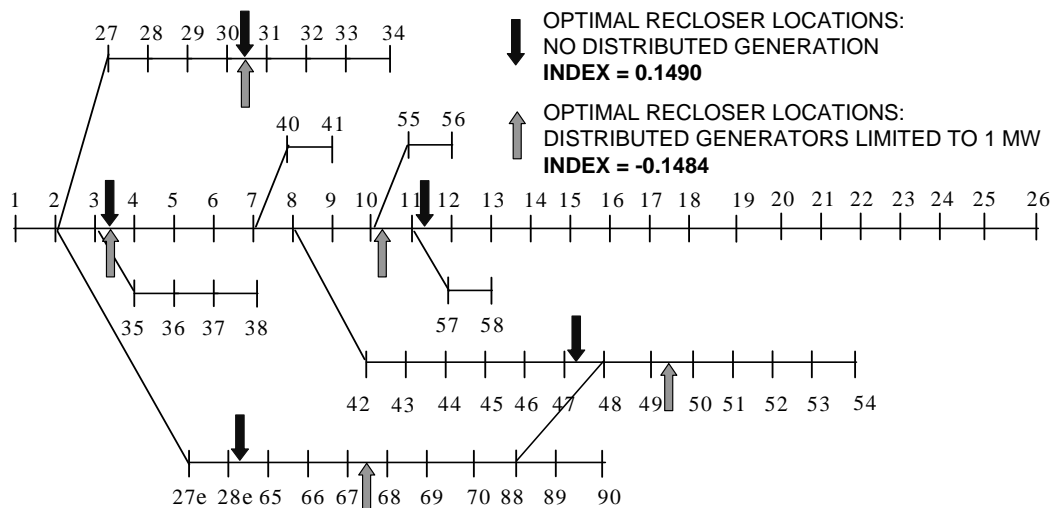 OPTIMAL RECLOSER LOCATIONS:
NO DISTRIBUTED GENERATION
INDEX = 0.1490
OPTIMAL RECLOSER LOCATIONS:
DISTRIBUTED GENERATORS LIMITED TO 1 MW
INDEX = -0.1484
27 28 29 30 31 32 33 34
40 41
55 56
1 2 3 4 5 6 7 8 9 10 11 12 13 14 15 16 17 18 19 20 21 22 23 24 25 26
35 36 37 38
57 58
42 43 44 45 46 47 48 49 50 51 52 53 54
27e 28e 65 66 67 68 69 70 88 89 90